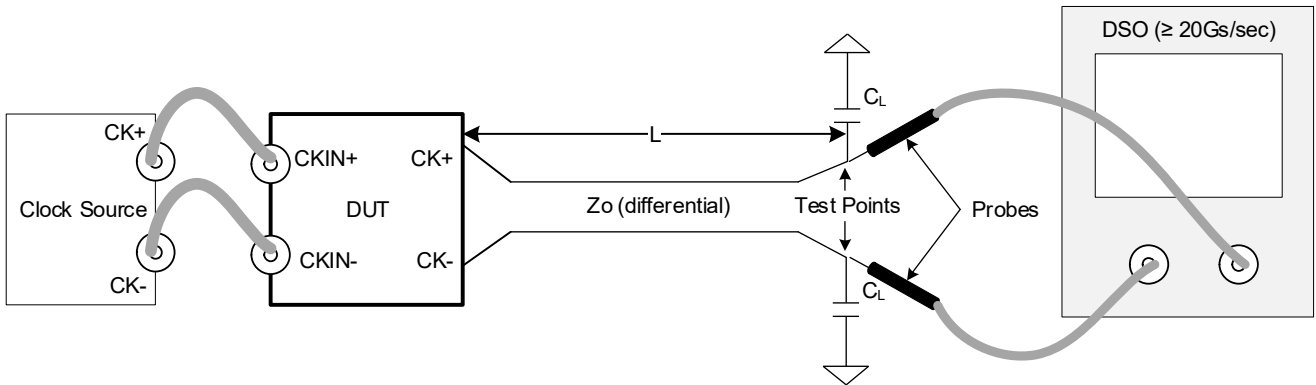 DSO (≥ 20Gs/sec)
CL
CK+
L
CKIN+
CK+
Clock Source
DUT
Zo (differential)
Test Points
Probes
CKIN-
CK-
CK-
CL